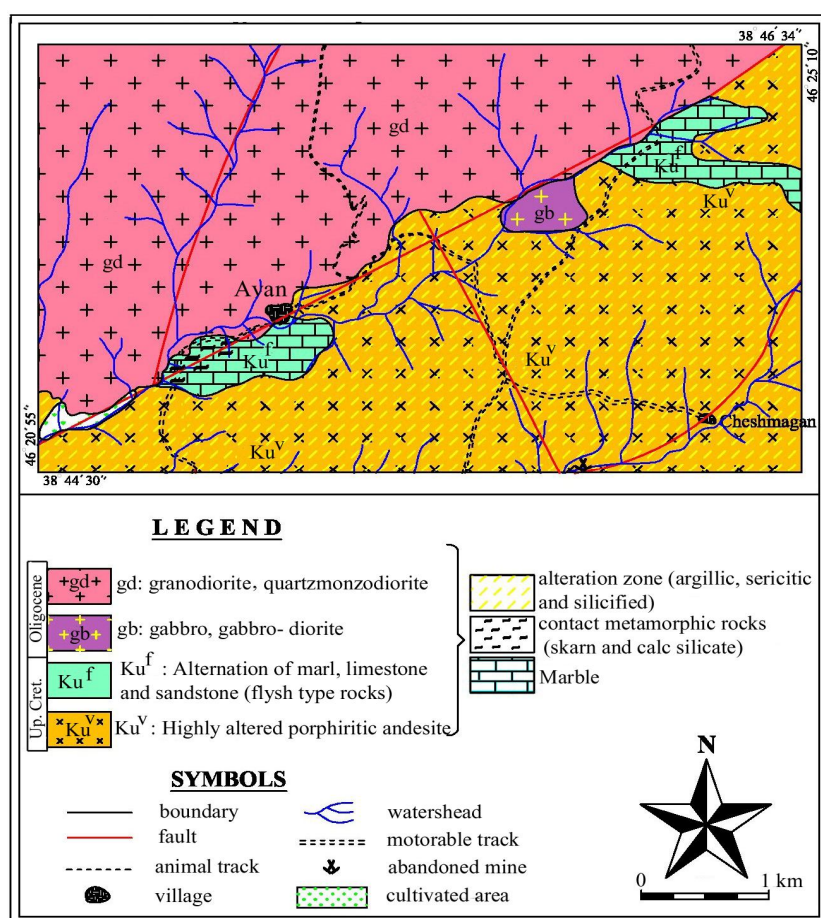 38° 46´ 34˝
46° 25´ 10˝
gd
gd
Ku^f
Ku^v
gb
Avan
Ku^f
Ku^v
Cheshmagan
Ku^v
46° 20´ 55˝
38° 44´ 30˝
LEGEND
Oligocene
gd
gd: granodiorite, quartzmonzodiorite
gb
gb: gabbro, gabbro- diorite
Up. Cret.
Ku^f
Ku^f : Alternation of marl, limestone
and sandstone (flysh type rocks)
Ku^v
Ku^v : Highly altered porphiritic andesite
alteration zone (argillic, sericitic
and silicified)
contact metamorphic rocks
(skarn and calc silicate)
Marble
SYMBOLS
boundary
fault
animal track
village
watershead
motorable track
abandoned mine
cultivated area
N
0 1 km